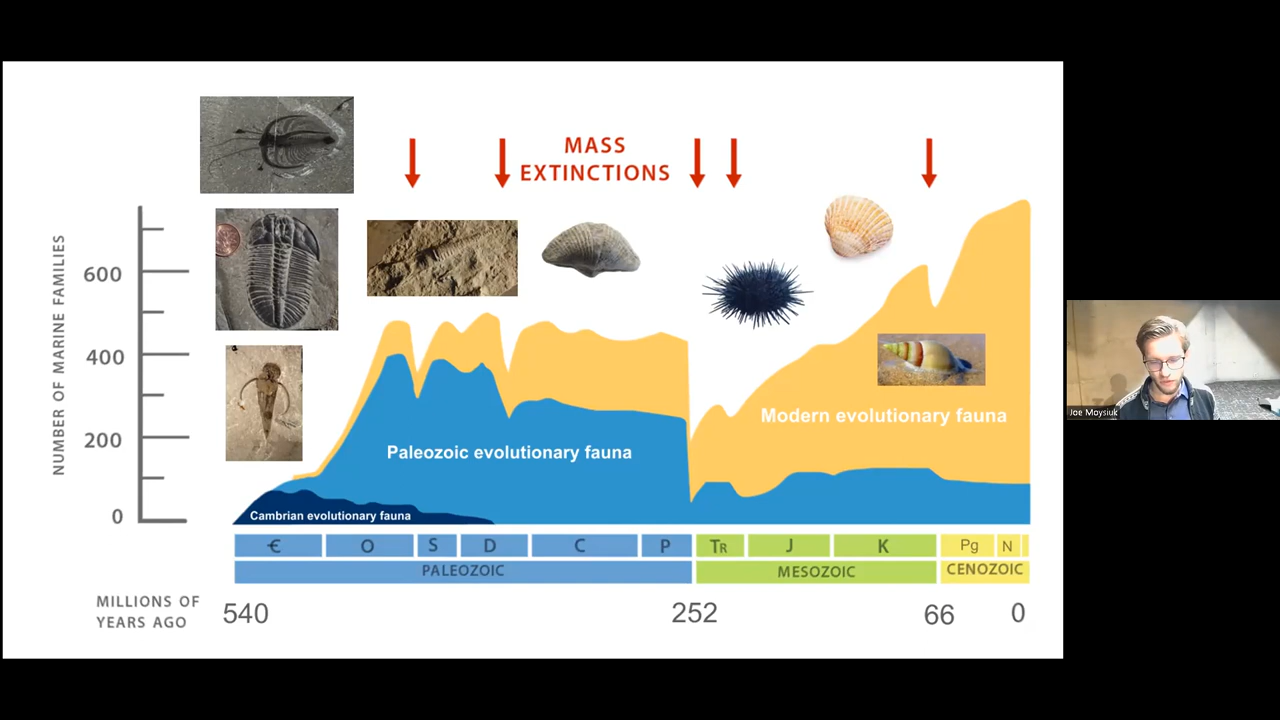 MASS
EXTINCTIONS
NUMBER OF MARINE FAMILIES
600
400
200
0
Modern evolutionary fauna
Paleozoic evolutionary fauna
Cambrian evolutionary fauna
Joe Moysiuk
€ O S D C P TR J K Pg N
PALEOZOIC MESOZOIC CENOZOIC
MILLIONS OF
YEARS AGO
540 252 66 0